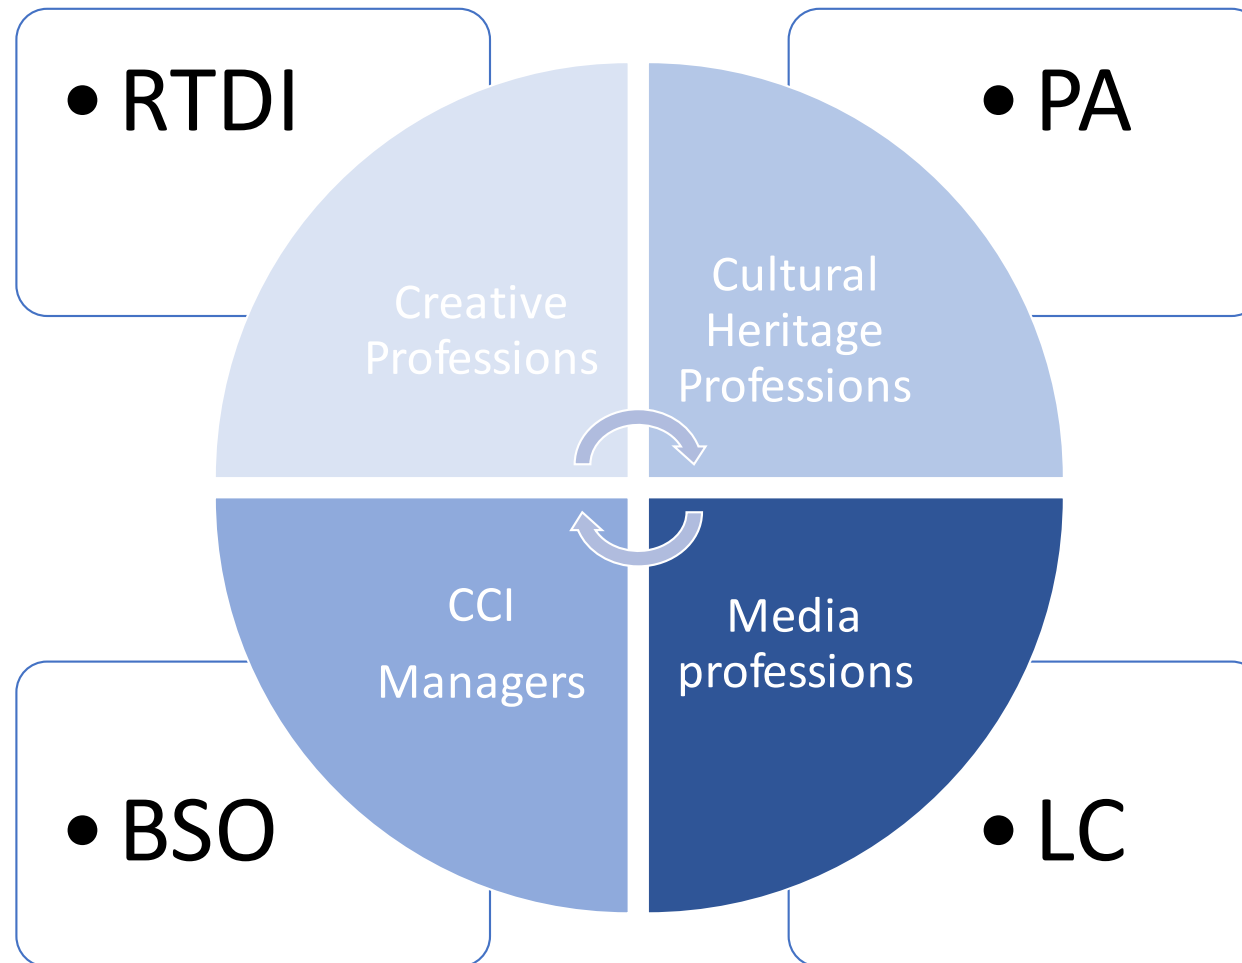 • RTDI
• PA
Creative
Professions
Cultural
Heritage
Professions
CCI
Managers
Media
professions
• BSO
• LC